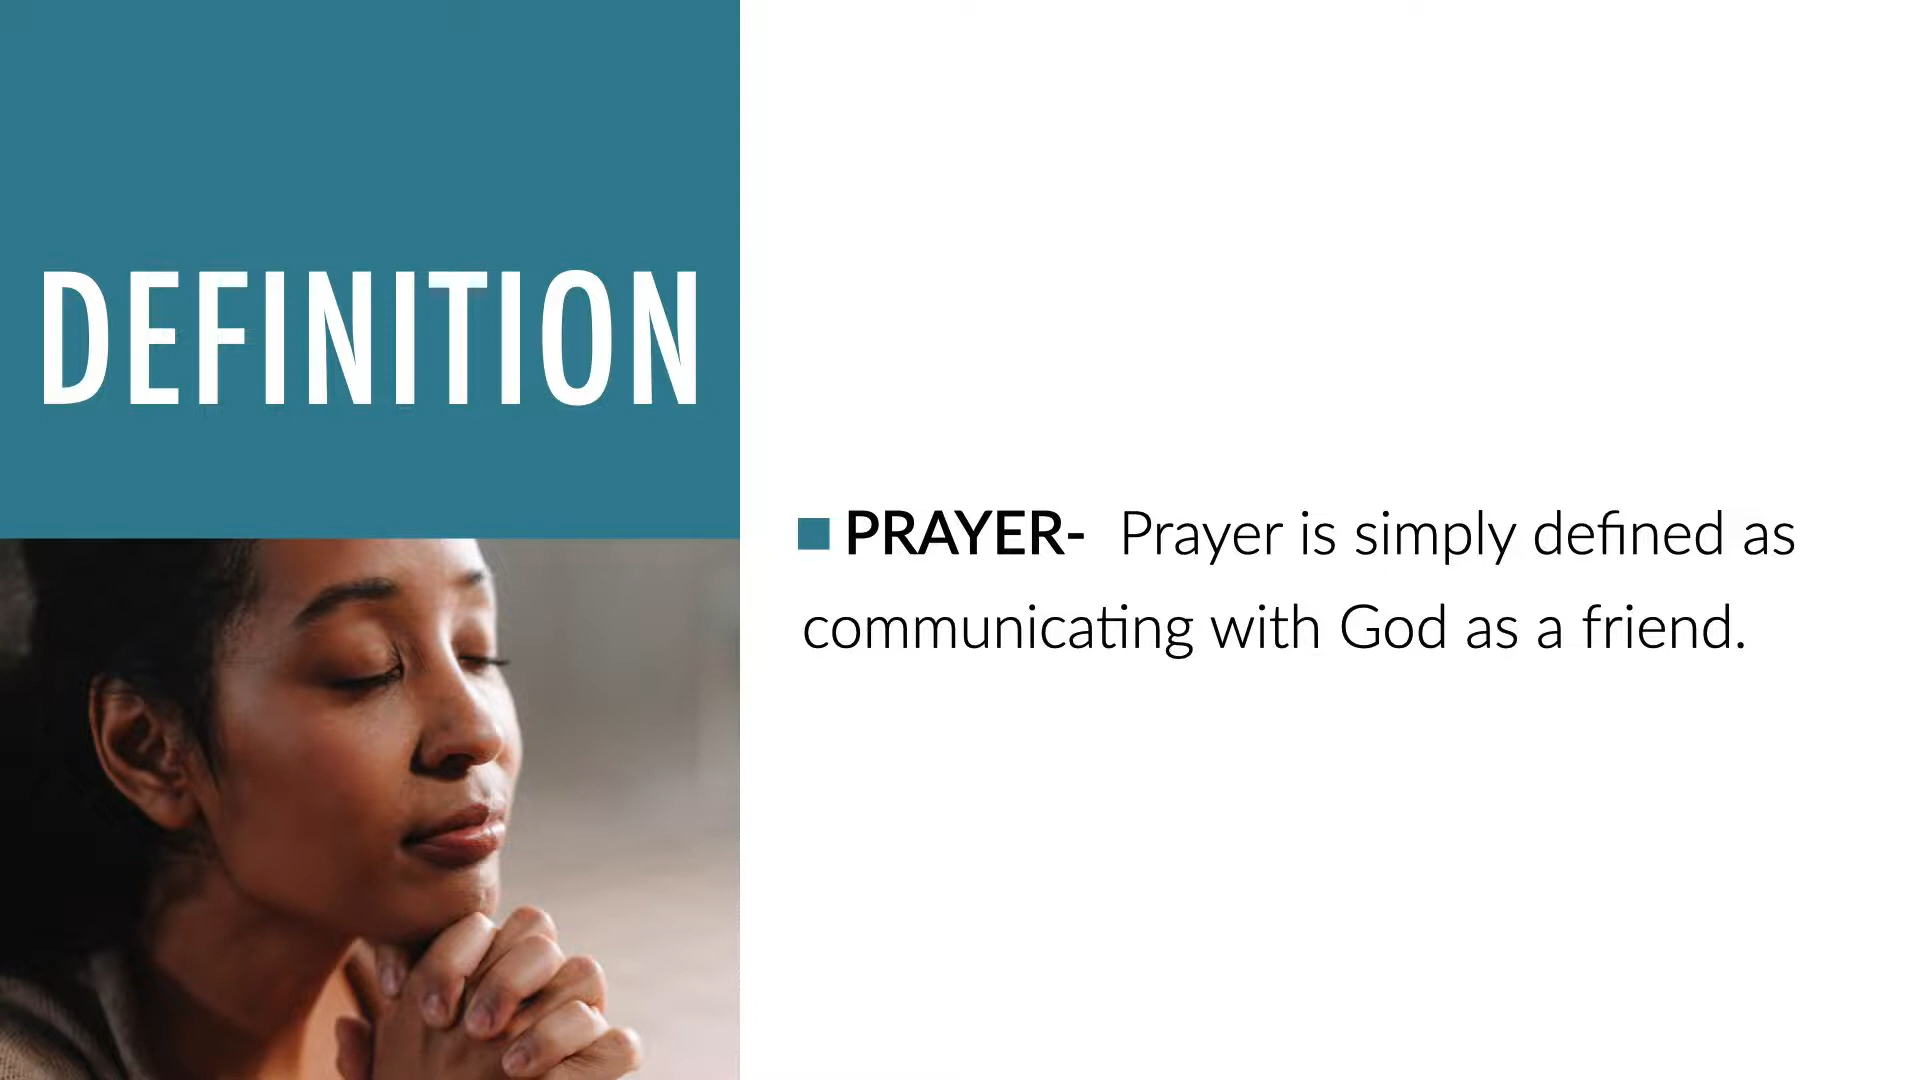 DEFINITION
PRAYER-  Prayer is simply defined as
communicating with God as a friend.